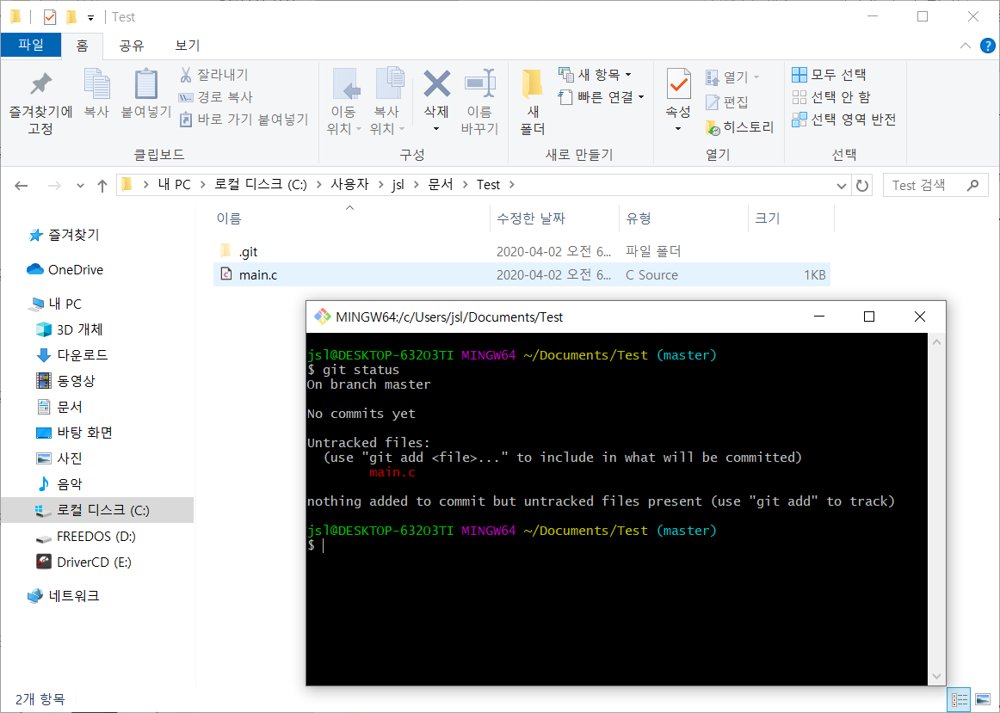 Test
파일 홈 공유 보기
즐겨찾기에 고정
복사
붙여넣기
잘라내기
경로 복사
바로 가기 붙여넣기
클립보드
이동 위치
복사 위치
삭제
이름 바꾸기
구성
새 폴더
새 항목
빠른 연결
새로 만들기
속성
열기
편집
히스토리
열기
모두 선택
선택 안 함
선택 영역 반전
선택
내 PC > 로컬 디스크 (C:) > 사용자 > jsl > 문서 > Test >
Test 검색
이름 수정한 날짜 유형 크기
.git 2020-04-02 오전 6... 파일 폴더
main.c 2020-04-02 오전 6... C Source 1KB
즐겨찾기
OneDrive
내 PC
3D 개체
다운로드
동영상
문서
바탕 화면
사진
음악
로컬 디스크 (C:)
FREEDOS (D:)
DriverCD (E:)
네트워크
2개 항목
MINGW64:/c/Users/jsl/Documents/Test
jsl@DESKTOP-632O3TI MINGW64 ~/Documents/Test (master)
$ git status
On branch master
No commits yet
Untracked files:
(use "git add <file>..." to include in what will be committed)
main.c
nothing added to commit but untracked files present (use "git add" to track)
jsl@DESKTOP-632O3TI MINGW64 ~/Documents/Test (master)
$